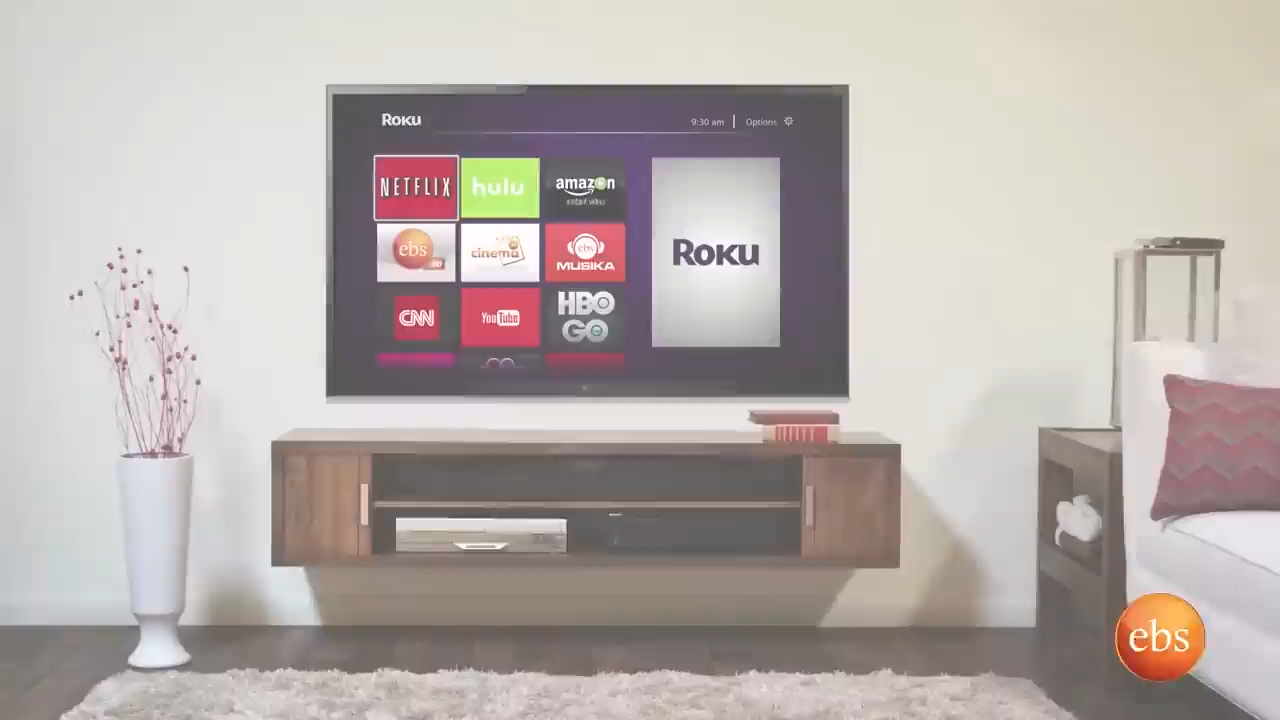 ROKU
9:30 am | Options
NETFLIX
hulu
amazon
instant video
ebs
cinema
ebs
MUSIKA
CNN
YouTube
HBO
GO
ROKU
ebs